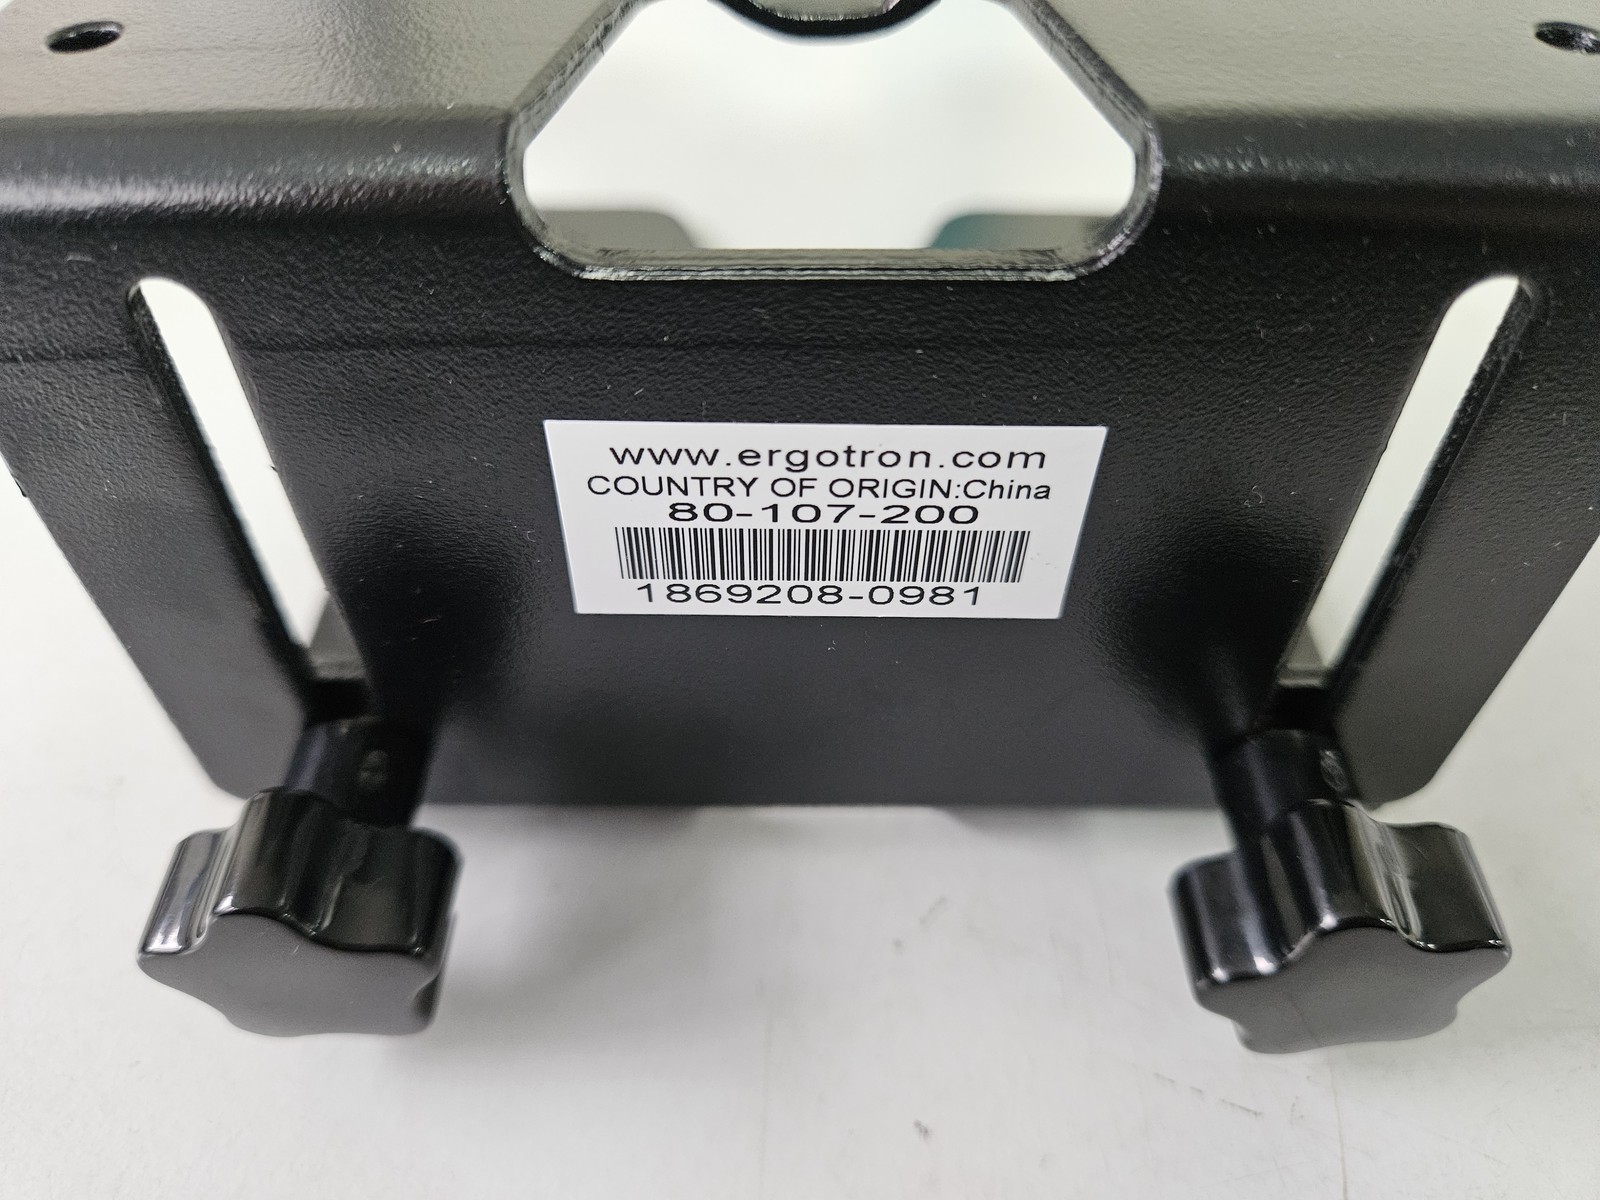 www.ergotron.com
COUNTRY OF ORIGIN:China
80-107-200
1869208-0981